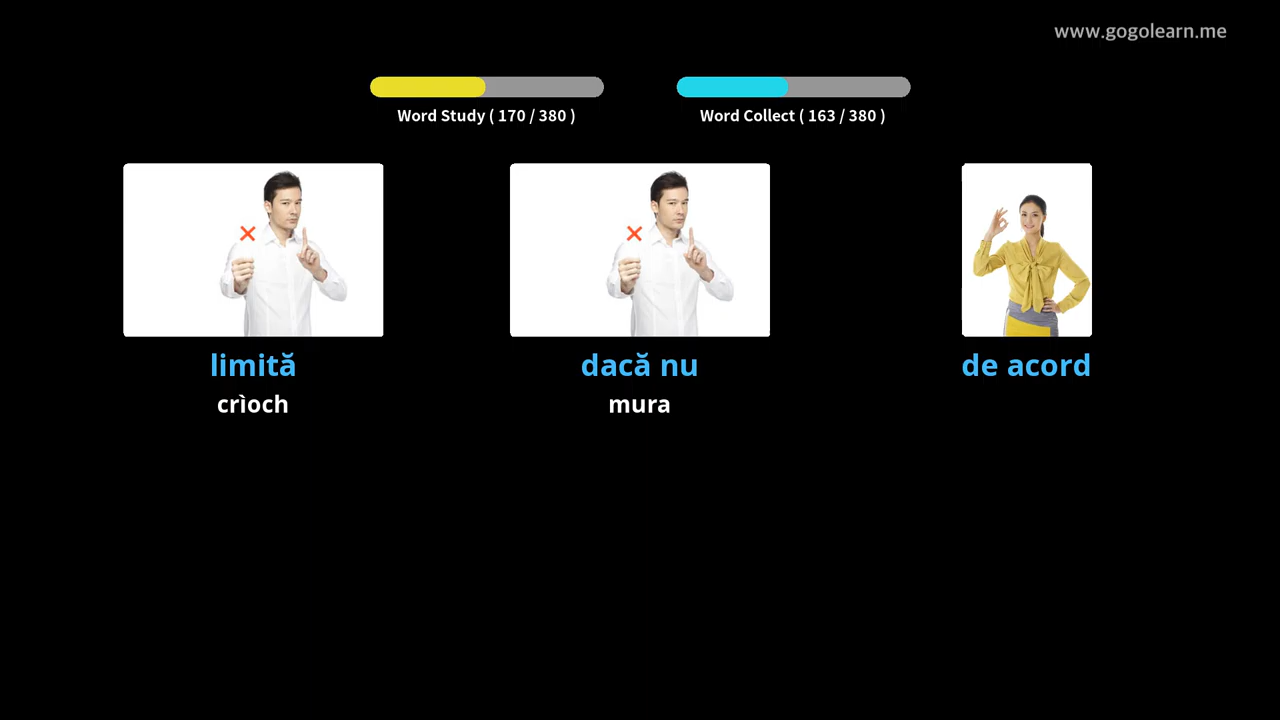 www.gogolearn.me
Word Study ( 170 / 380 )
Word Collect ( 163 / 380 )
limită
dacă nu
de acord
crìoch
mura